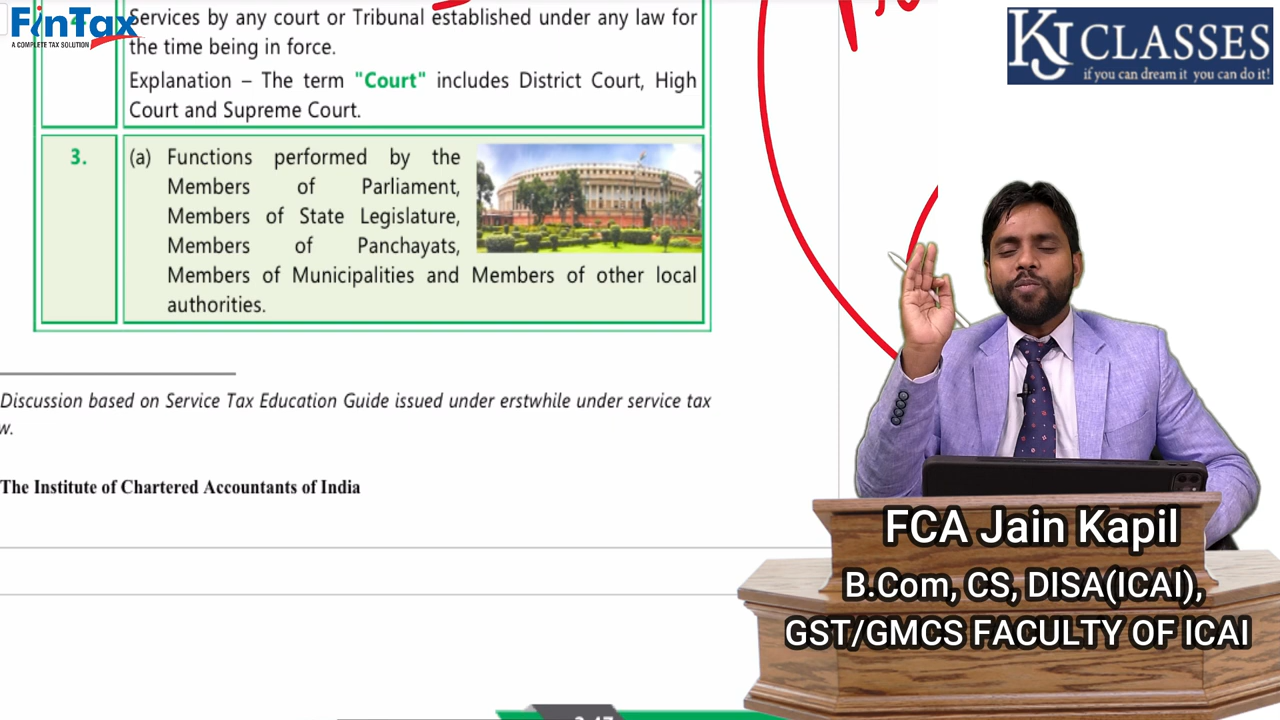 FinTax
A COMPLETE TAX SOLUTION
Services by any court or Tribunal established under any law for
the time being in force.
Explanation – The term "Court" includes District Court, High
Court and Supreme Court.
3.
(a) Functions performed by the
Members of Parliament,
Members of State Legislature,
Members of Panchayats,
Members of Municipalities and Members of other local
authorities.
Discussion based on Service Tax Education Guide issued under erstwhile under service tax
w.
The Institute of Chartered Accountants of India
KJ CLASSES
if you can dream it you can do it!
FCA Jain Kapil
B.Com, CS, DISA(ICAI),
GST/GMCS FACULTY OF ICAI